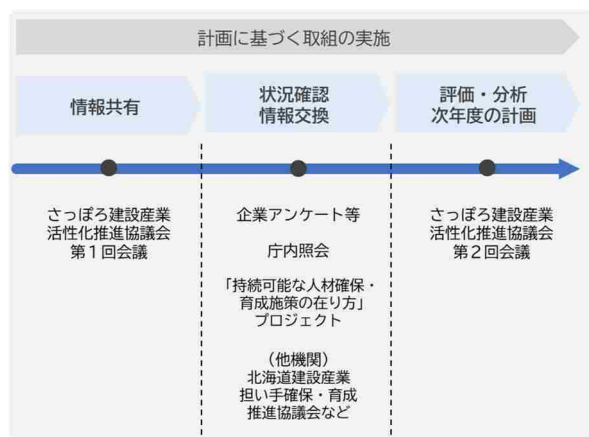 計画に基づく取組の実施
情報共有
状況確認
情報交換
評価・分析
次年度の計画
さっぽろ建設産業
活性化推進協議会
第1回会議
企業アンケート等
庁内照会
「持続可能な人材確保・
育成施策の在り方」
プロジェクト
（他機関）
北海道建設産業
担い手確保・育成
推進協議会など
さっぽろ建設産業
活性化推進協議会
第2回会議